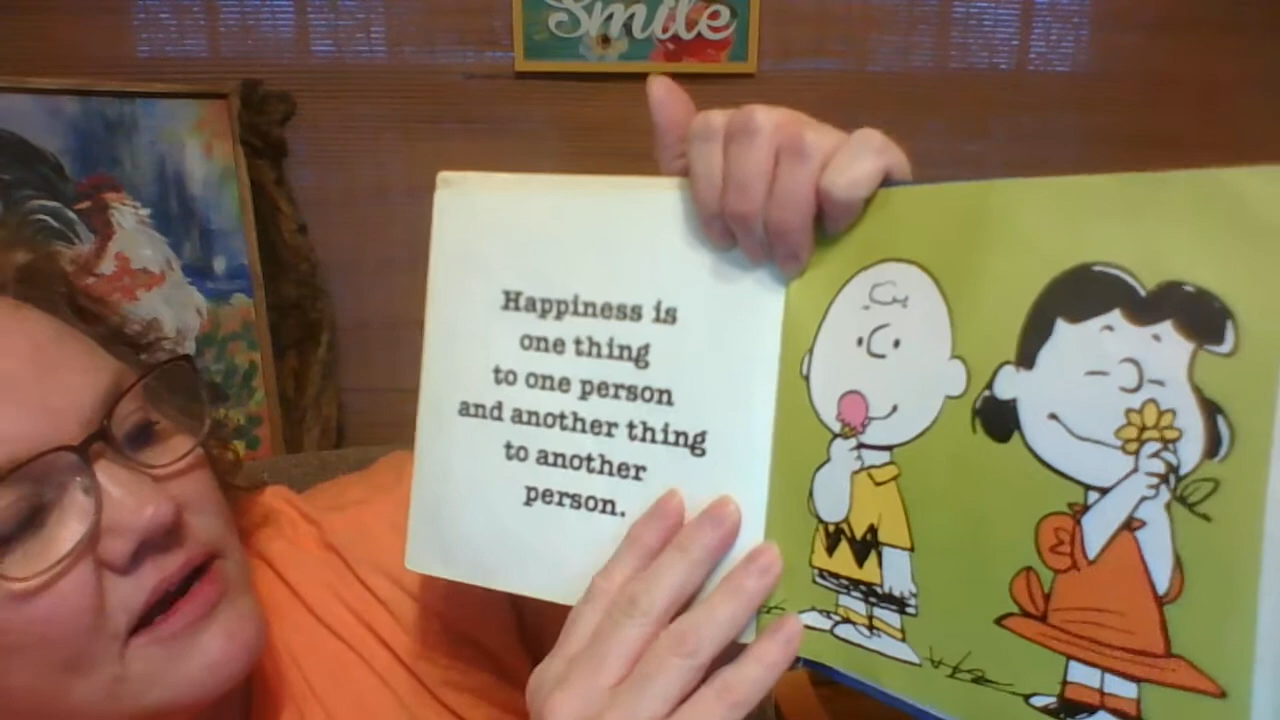 Smile
Happiness is
one thing
to one person
and another thing
to another
person.